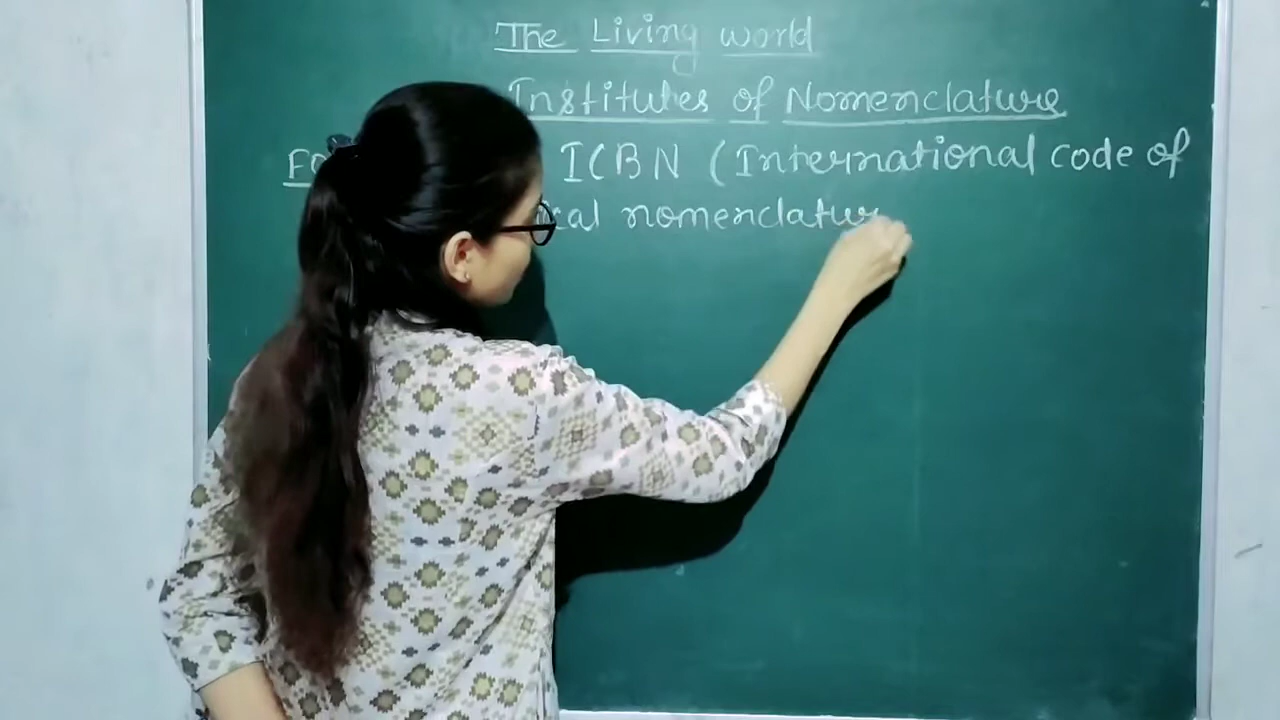 The Living world
Institutes of Nomenclature
ICBN (International code of
nomenclatur